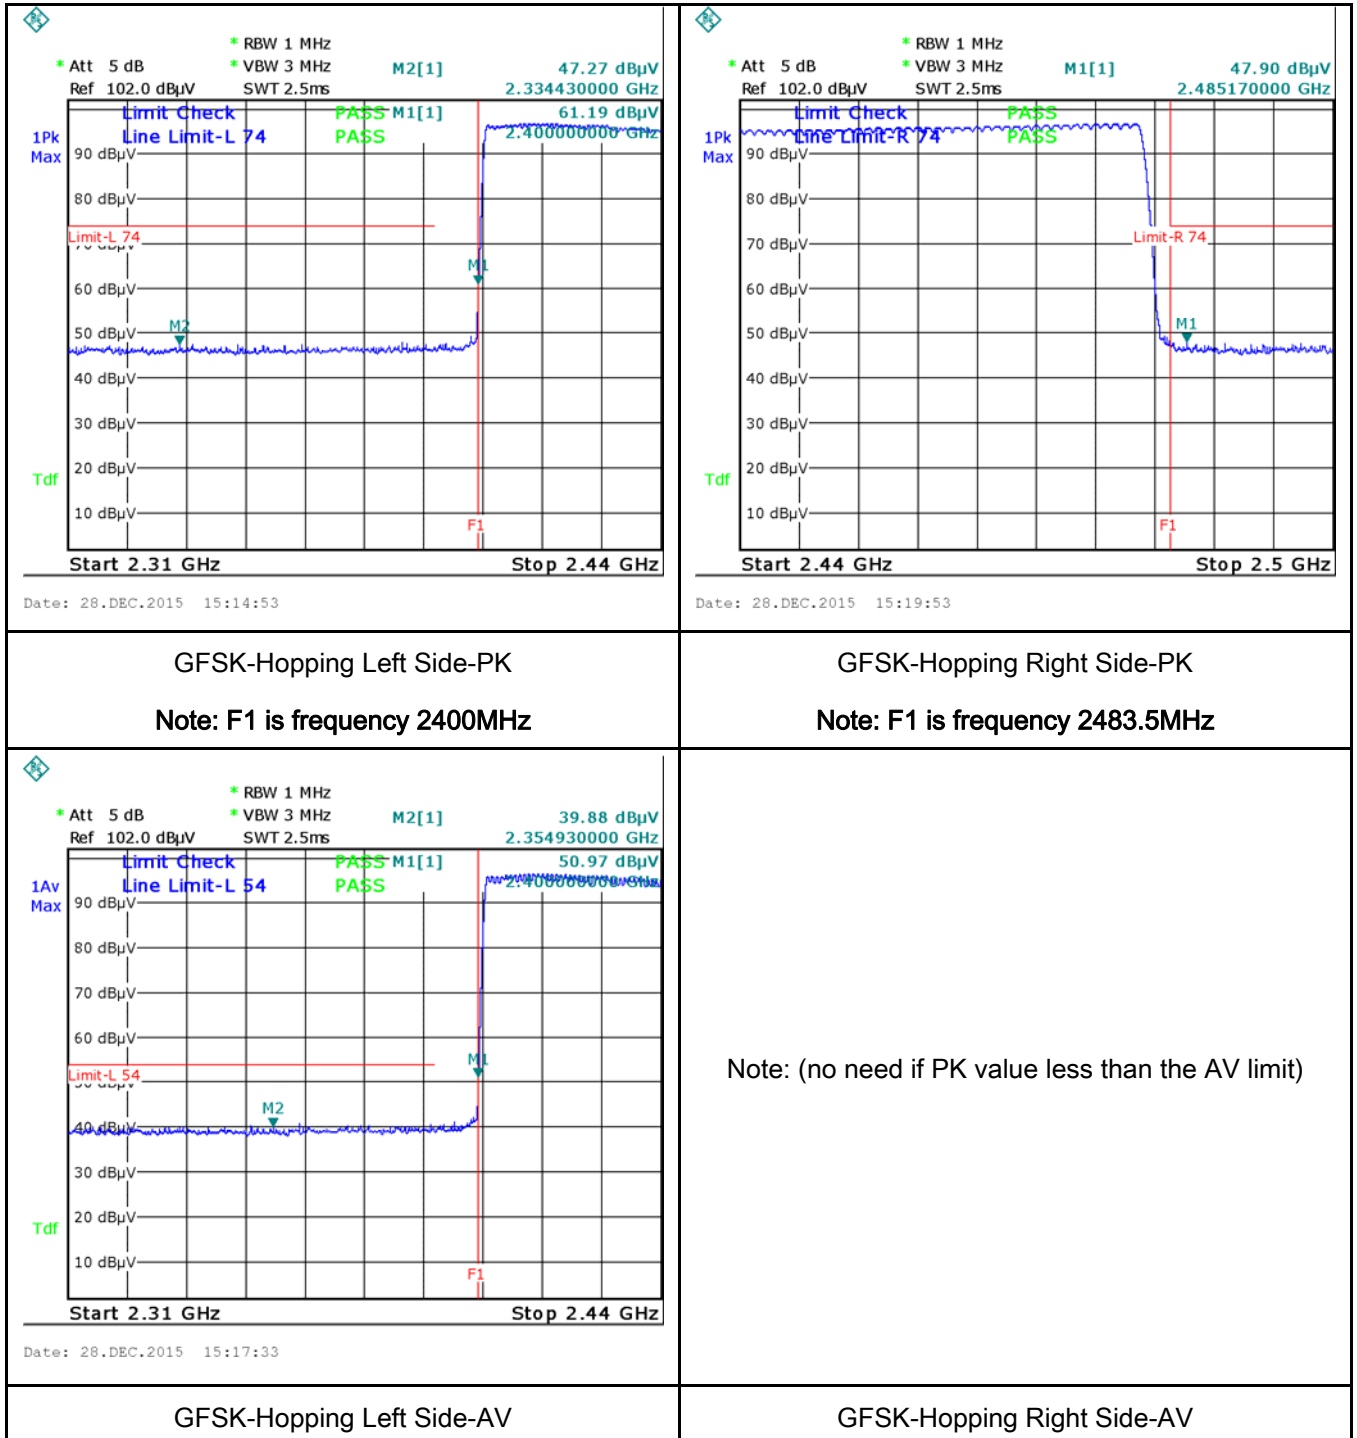 * RBW 1 MHz
* Att 5 dB * VBW 3 MHz M2[1] 47.27 dBµV
Ref 102.0 dBµV SWT 2.5ms 2.334430000 GHz
Limit Check PASS M1[1] 61.19 dBµV
1Pk Line Limit-L 74 PASS 2.400000000 GHz
Max 90 dBµV
80 dBµV
Limit-L 74
70 dBµV
M1
60 dBµV
M2
50 dBµV
40 dBµV
30 dBµV
Tdf 20 dBµV
10 dBµV
F1
Start 2.31 GHz Stop 2.44 GHz
Date: 28.DEC.2015 15:14:53
* RBW 1 MHz
* Att 5 dB * VBW 3 MHz M1[1] 47.90 dBµV
Ref 102.0 dBµV SWT 2.5ms 2.485170000 GHz
Limit Check PASS
1Pk Line Limit-R 74 PASS
Max 90 dBµV
80 dBµV
70 dBµV Limit-R 74
60 dBµV
M1
50 dBµV
40 dBµV
30 dBµV
Tdf 20 dBµV
10 dBµV
F1
Start 2.44 GHz Stop 2.5 GHz
Date: 28.DEC.2015 15:19:53
GFSK-Hopping Left Side-PK
Note: F1 is frequency 2400MHz
GFSK-Hopping Right Side-PK
Note: F1 is frequency 2483.5MHz
* RBW 1 MHz
* Att 5 dB * VBW 3 MHz M2[1] 39.88 dBµV
Ref 102.0 dBµV SWT 2.5ms 2.354930000 GHz
Limit Check PASS M1[1] 50.97 dBµV
1Av Line Limit-L 54 PASS 2.400000000 GHz
Max 90 dBµV
80 dBµV
70 dBµV
60 dBµV
M1
Limit-L 54
50 dBµV
M2
40 dBµV
30 dBµV
Tdf 20 dBµV
10 dBµV
F1
Start 2.31 GHz Stop 2.44 GHz
Date: 28.DEC.2015 15:17:33
Note: (no need if PK value less than the AV limit)
GFSK-Hopping Left Side-AV
GFSK-Hopping Right Side-AV